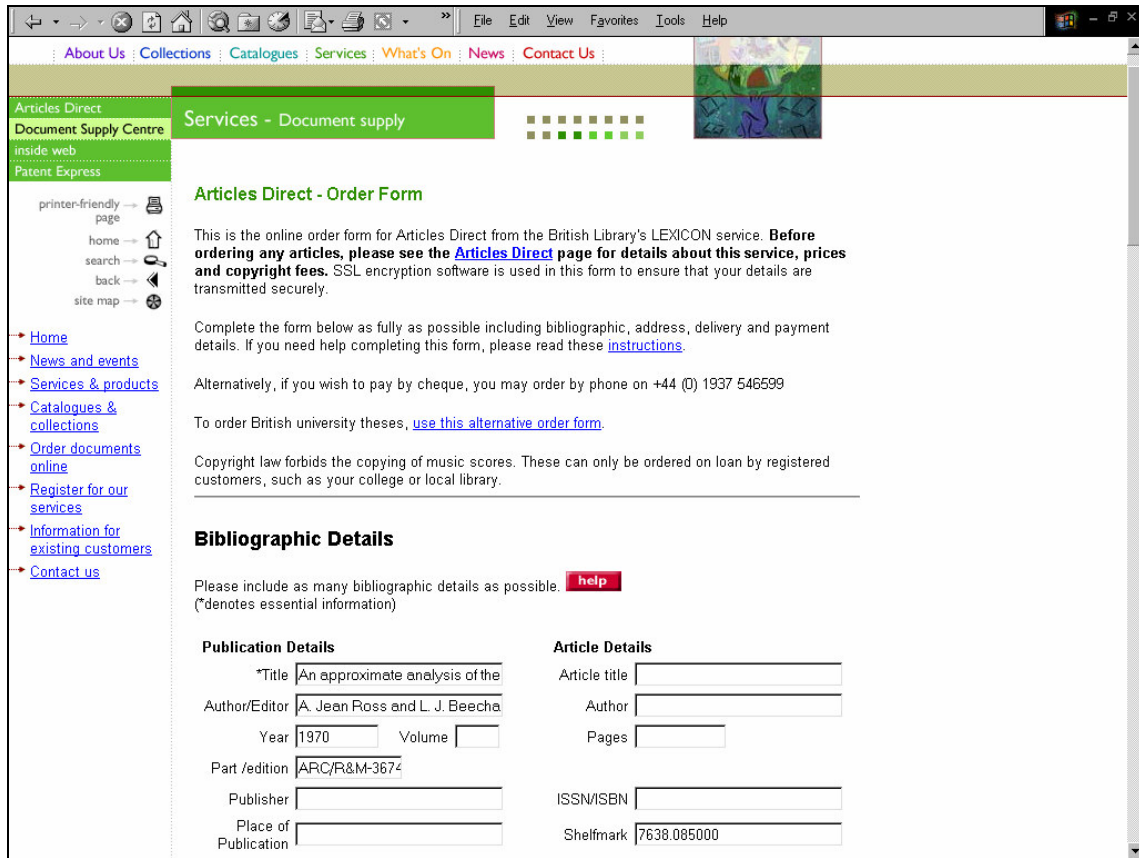 » File Edit View Favorites Tools Help
About Us Collections Catalogues Services What's On News Contact Us
Articles Direct
Document Supply Centre
inside web
Patent Express
Services - Document supply
printer-friendly
page
home
search
back
site map
Home
News and events
Services & products
Catalogues &
collections
Order documents
online
Register for our
services
Information for
existing customers
Contact us
Articles Direct - Order Form
This is the online order form for Articles Direct from the British Library's LEXICON service. Before
ordering any articles, please see the Articles Direct page for details about this service, prices
and copyright fees. SSL encryption software is used in this form to ensure that your details are
transmitted securely.
Complete the form below as fully as possible including bibliographic, address, delivery and payment
details. If you need help completing this form, please read these instructions.
Alternatively, if you wish to pay by cheque, you may order by phone on +44 (0) 1937 546599
To order British university theses, use this alternative order form.
Copyright law forbids the copying of music scores. These can only be ordered on loan by registered
customers, such as your college or local library.
Bibliographic Details
Please include as many bibliographic details as possible. help
(*denotes essential information)
Publication Details Article Details
*Title An approximate analysis of the Article title
Author/Editor A. Jean Ross and L. J. Beecha Author
Year 1970 Volume Pages
Part /edition ARC/R&M-3674
Publisher ISSN/ISBN
Place of
Publication Shelfmark 7638.085000